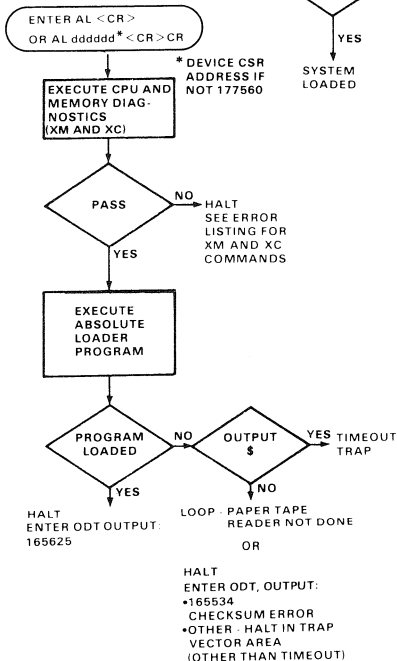 ENTER AL <CR>
OR AL dddddd* <CR>CR
* DEVICE CSR
ADDRESS IF
NOT 177560
YES
SYSTEM
LOADED
EXECUTE CPU AND
MEMORY DIAG-
NOSTICS
(XM AND XC)
PASS
NO
HALT
SEE ERROR
LISTING FOR
XM AND XC
COMMANDS
YES
EXECUTE
ABSOLUTE
LOADER
PROGRAM
PROGRAM
LOADED
NO
OUTPUT
$
YES
TIMEOUT
TRAP
YES
HALT
ENTER ODT OUTPUT:
165625
NO
LOOP - PAPER TAPE
READER NOT DONE
OR
HALT
ENTER ODT, OUTPUT:
•165534
CHECKSUM ERROR
•OTHER - HALT IN TRAP
VECTOR AREA
(OTHER THAN TIMEOUT)